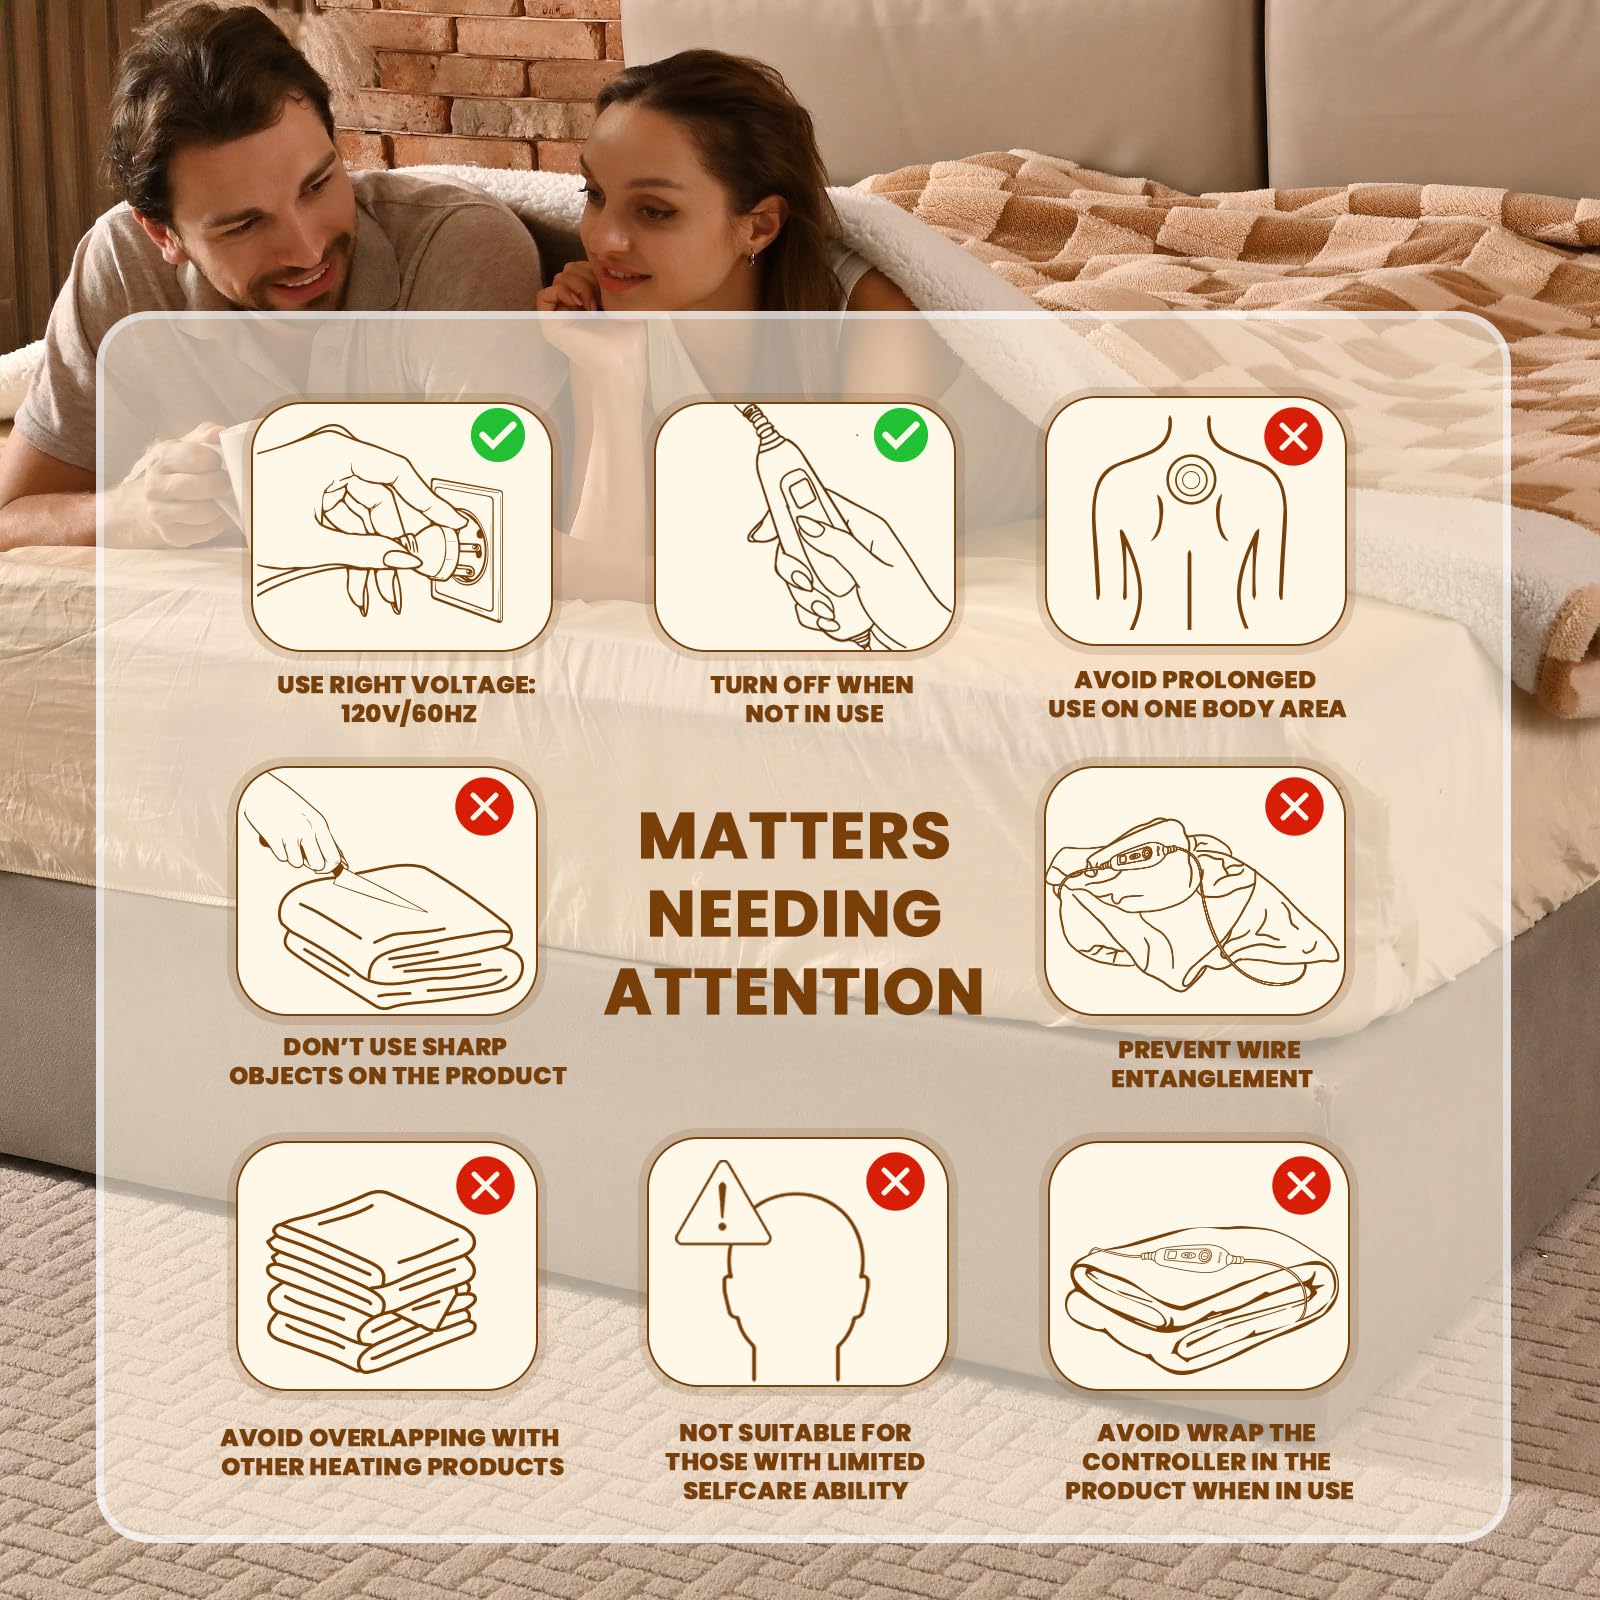 USE RIGHT VOLTAGE:
120V/60HZ
TURN OFF WHEN
NOT IN USE
AVOID PROLONGED
USE ON ONE BODY AREA
MATTERS
NEEDING
ATTENTION
DON'T USE SHARP
OBJECTS ON THE PRODUCT
PREVENT WIRE
ENTANGLEMENT
AVOID OVERLAPPING WITH
OTHER HEATING PRODUCTS
NOT SUITABLE FOR
THOSE WITH LIMITED
SELFCARE ABILITY
AVOID WRAP THE
CONTROLLER IN THE
PRODUCT WHEN IN USE